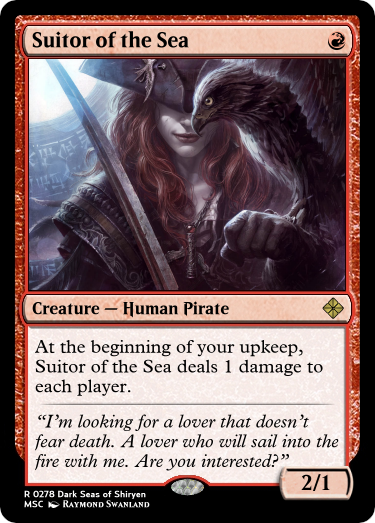 Suitor of the Sea
Creature — Human Pirate
At the beginning of your upkeep,
Suitor of the Sea deals 1 damage to
each player.
“I’m looking for a lover that doesn’t
fear death. A lover who will sail into the
fire with me. Are you interested?”
2/1
R 0278 Dark Seas of Shiryen
MSC Raymond Swanland